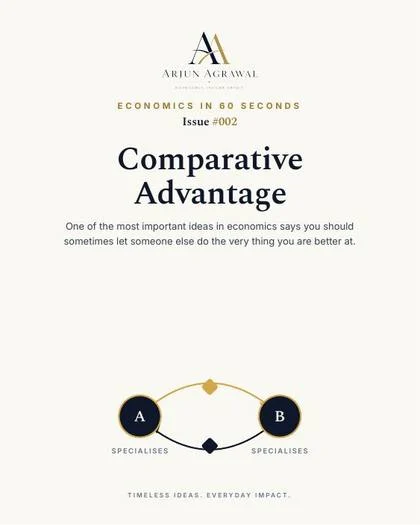 AA
ARJUN AGRAWAL
ECONOMICS IN 60 SECONDS
Issue #002
Comparative
Advantage
One of the most important ideas in economics says you should
sometimes let someone else do the very thing you are better at.
A B
SPECIALISES SPECIALISES
TIMELESS IDEAS. EVERYDAY IMPACT.